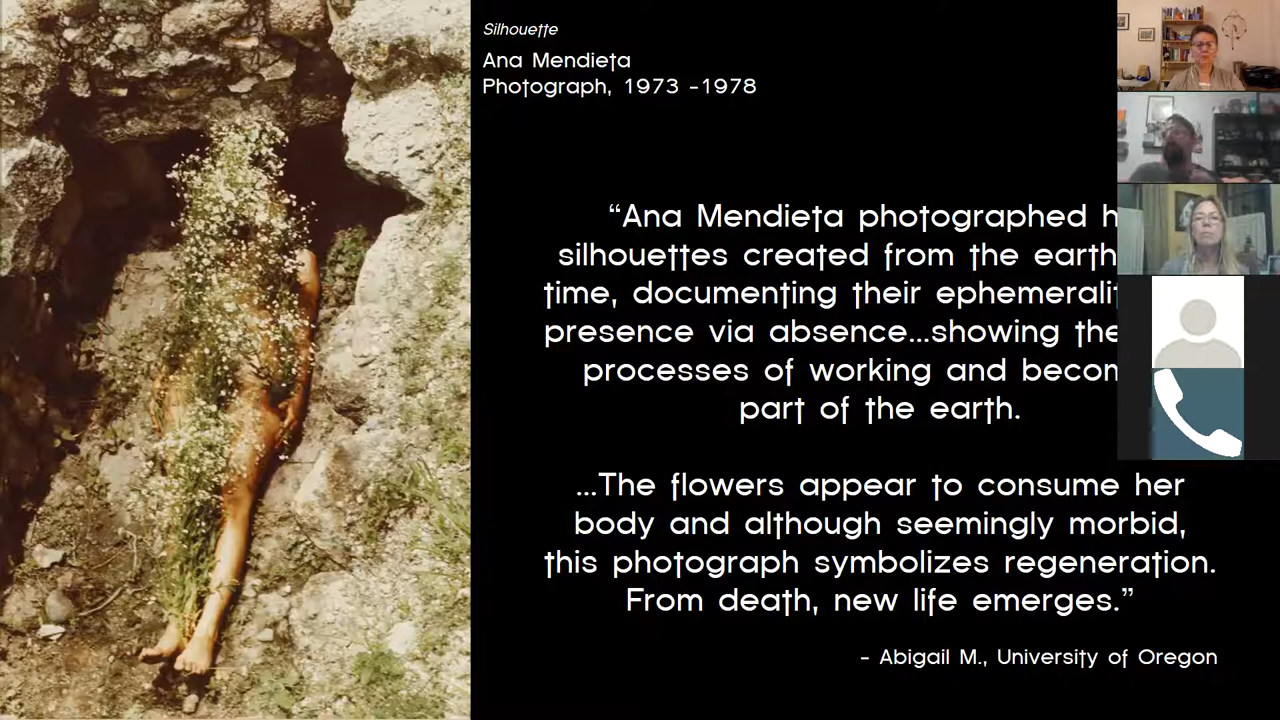 Silhouette
Ana Mendieta
Photograph, 1973 -1978
“Ana Mendieta photographed
silhouettes created from the earth
time, documenting their
presence via absence...showing
processes of working and
part of the earth.
...The flowers appear to consume her
body and although seemingly morbid,
this photograph symbolizes regeneration.
From death, new life emerges.”
- Abigail M., University of Oregon